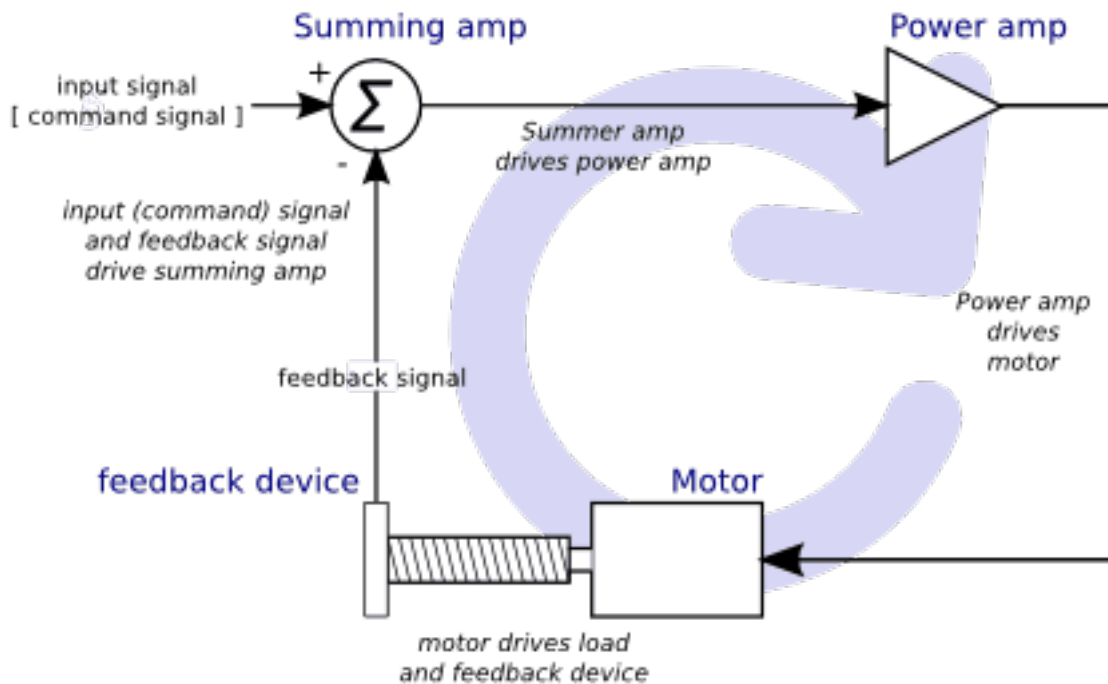 Summing amp
Power amp
+
input signal
[ command signal ]
Σ
Summer amp
drives power amp
-
input (command) signal
and feedback signal
drive summing amp
Power amp
drives
motor
feedback signal
feedback device
Motor
motor drives load
and feedback device